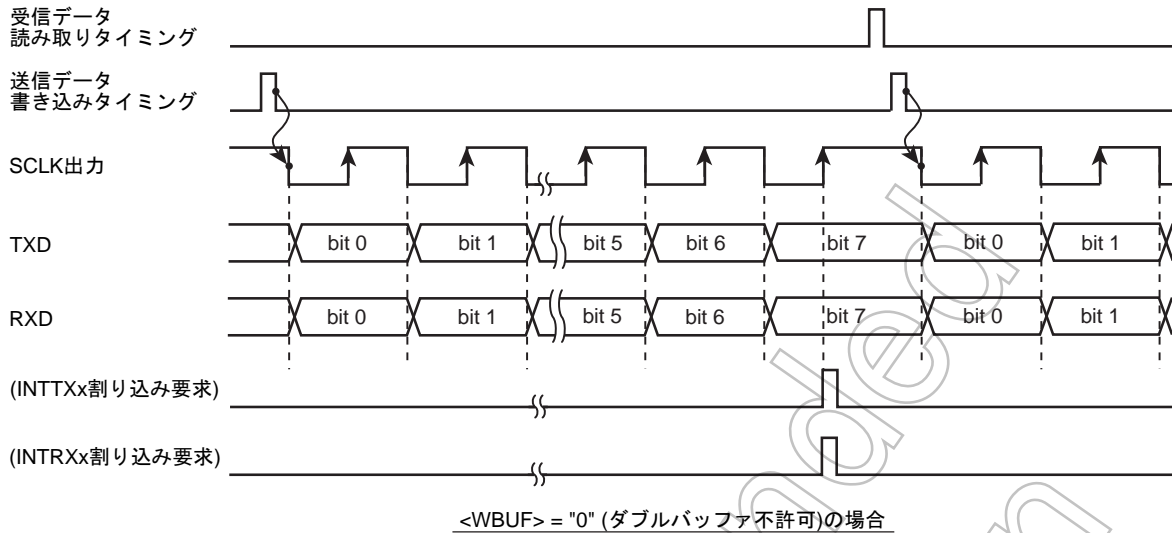 受信データ
読み取りタイミング
送信データ
書き込みタイミング
SCLK出力
TXD
bit 0 bit 1 bit 5 bit 6 bit 7 bit 0 bit 1
RXD
bit 0 bit 1 bit 5 bit 6 bit 7 bit 0 bit 1
(INTTXx割り込み要求)
(INTRXx割り込み要求)
<WBUF> = "0" (ダブルバッファ不許可)の場合